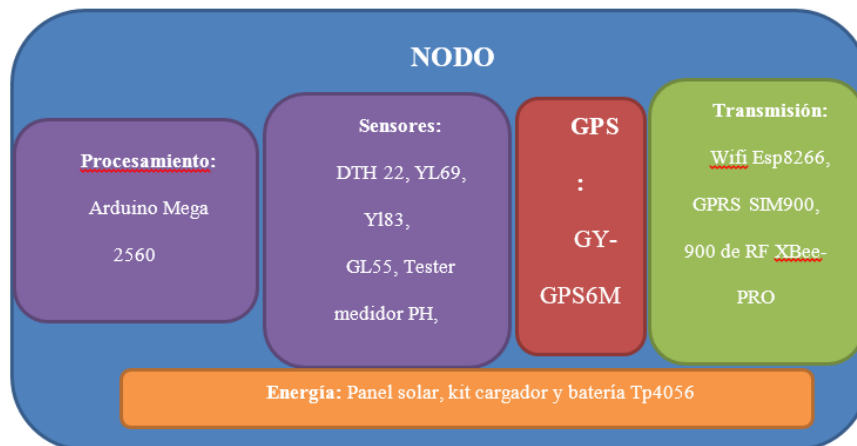 NODO
Procesamiento:
Arduino Mega
2560
Sensores:
DTH 22, YL69,
Yl83,
GL55, Tester
medidor PH,
GPS
:
GY-
GPS6M
Transmisión:
Wifi Esp8266,
GPRS SIM900,
900 de RF XBee-
PRO
Energía: Panel solar, kit cargador y batería Tp4056